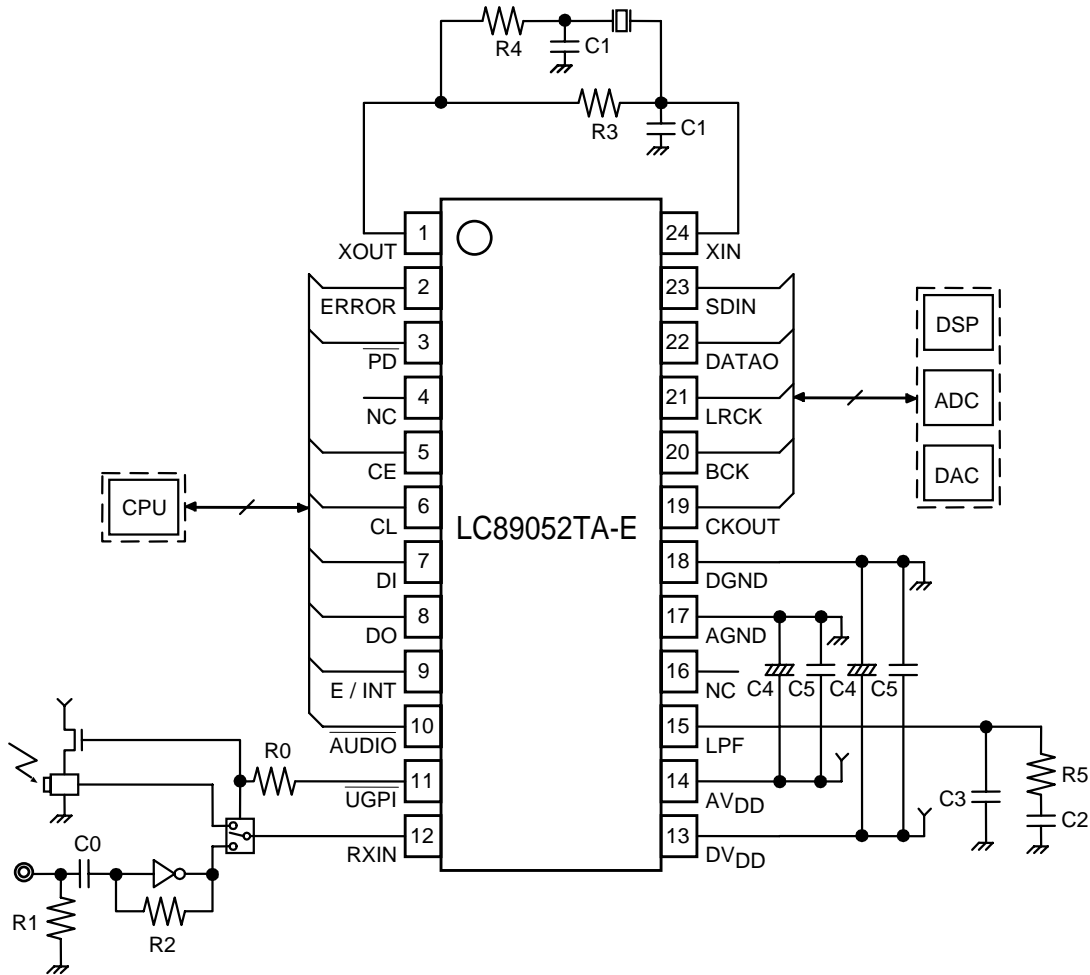 R4
C1
R3
C1
1
XOUT
24
XIN
2
ERROR
23
SDIN
3
PD
22
DATAO
4
NC
21
LRCK
5
CE
20
BCK
6
CL
19
CKOUT
7
DI
18
DGND
8
DO
17
AGND
9
E / INT
16
NC
10
AUDIO
15
LPF
11
UGPI
14
AVDD
12
RXIN
13
DVDD
LC89052TA-E
CPU
DSP
ADC
DAC
C4
C5
C4
C5
R0
C0
R1
R2
C3
R5
C2